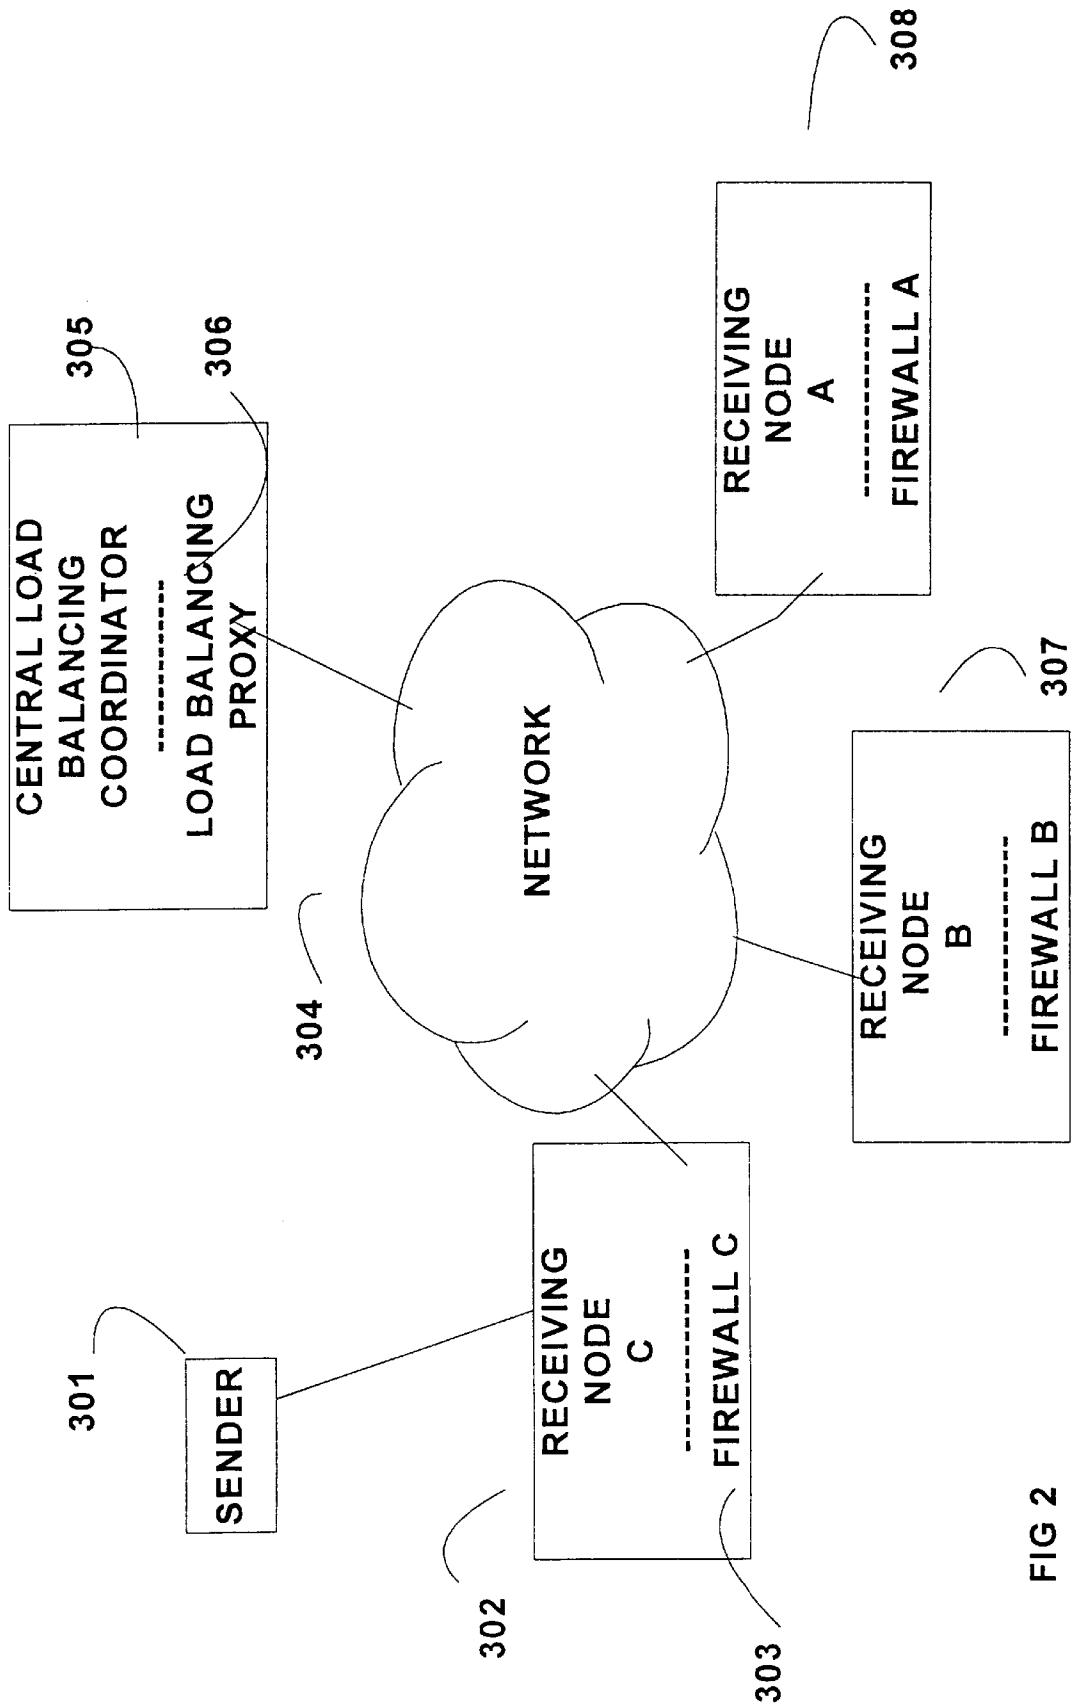 301
SENDER
302
RECEIVING
NODE
C
----------------
FIREWALL C
303
304
NETWORK
CENTRAL LOAD
BALANCING
COORDINATOR
-------------
LOAD BALANCING
PROXY
305
306
RECEIVING
NODE
B
----------------
FIREWALL B
307
RECEIVING
NODE
A
-----------------
FIREWALL A
308
FIG 2